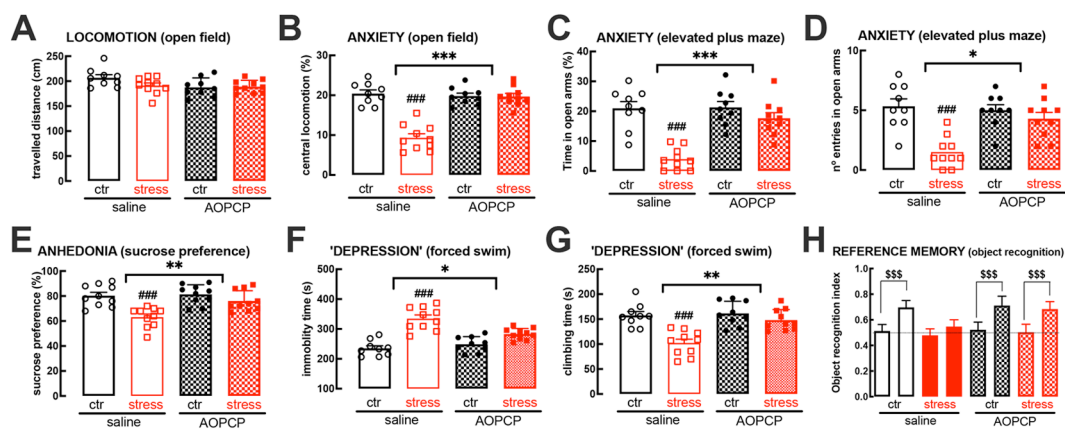 A
LOCOMOTION (open field)
travelled distance (cm)
250
200
150
100
50
0
ctr
stress
ctr
stress
saline
AOPCP
B
ANXIETY (open field)
central locomotion (%)
30
20
10
0
***
###
ctr
stress
ctr
stress
saline
AOPCP
C
ANXIETY (elevated plus maze)
Time in open arms (%)
40
30
20
10
0
***
###
ctr
stress
ctr
stress
saline
AOPCP
D
ANXIETY (elevated plus maze)
nº entries in open arms
10
5
0
*
###
ctr
stress
ctr
stress
saline
AOPCP
E
ANHEDONIA (sucrose preference)
sucrose preference (%)
100
80
60
40
20
0
**
###
ctr
stress
ctr
stress
saline
AOPCP
F
'DEPRESSION' (forced swim)
immoblity time (s)
500
400
300
200
100
*
###
ctr
stress
ctr
stress
saline
AOPCP
G
'DEPRESSION' (forced swim)
climbing time (s)
250
200
150
100
50
0
**
###
ctr
stress
ctr
stress
saline
AOPCP
H
REFERENCE MEMORY (object recognition)
Object recognition index
1.0
0.8
0.6
0.4
0.2
0.0
$$$
$$$
$$$
ctr
stress
ctr
stress
saline
AOPCP